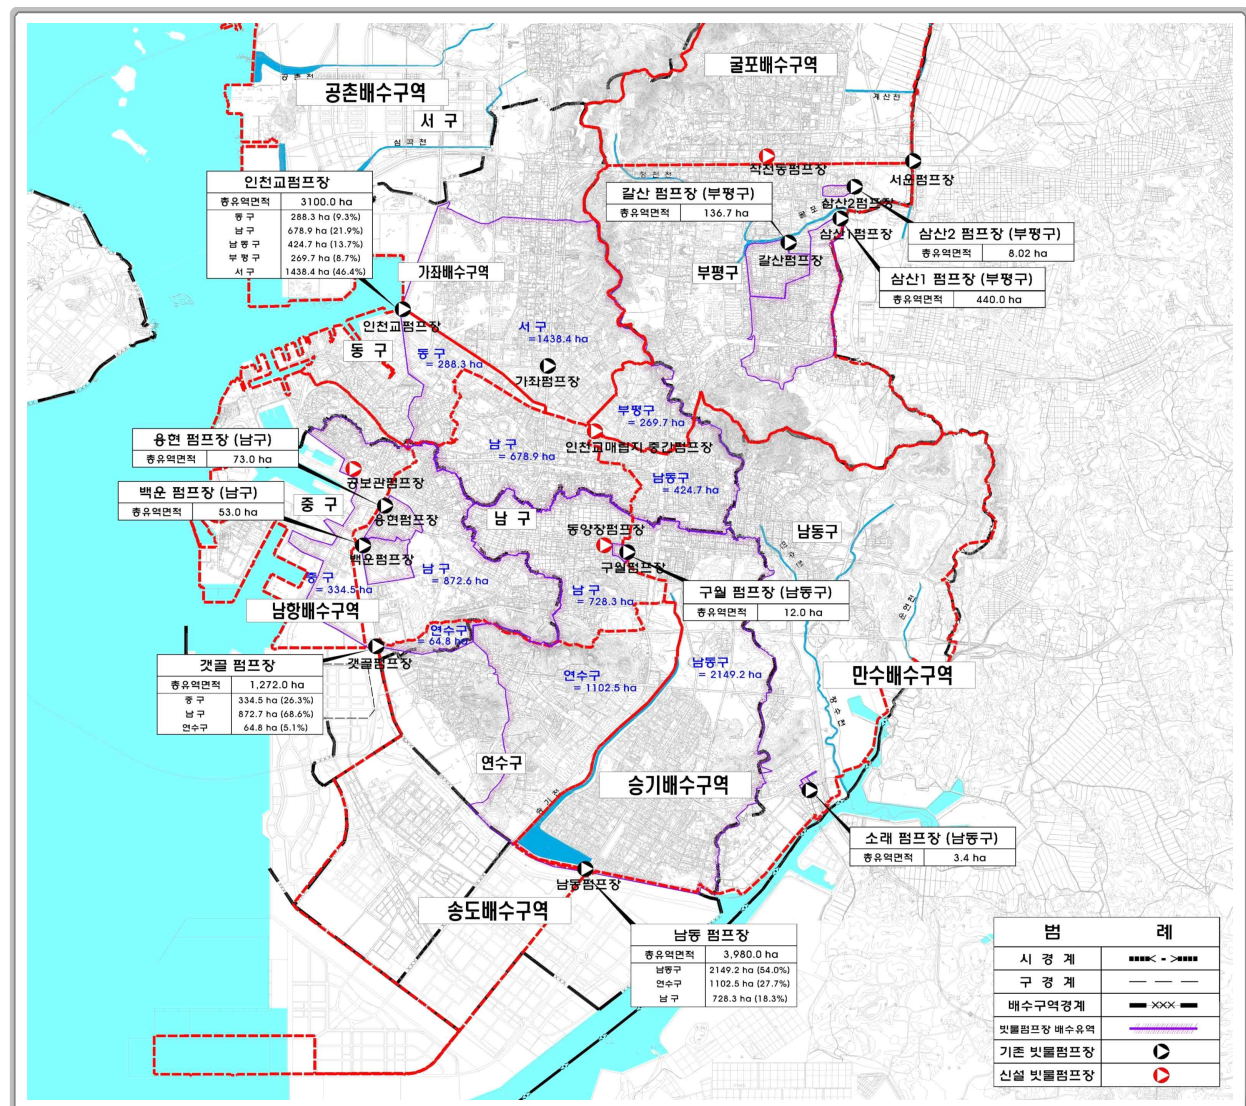 굴포배수구역
공촌천
공촌배수구역
계산천
서 구
심곡천
직전동펌프장
서운펌프장
인천교펌프장
총유역면적 3100.0 ha
동 구 288.3 ha (9.3%)
남 구 678.9 ha (21.9%)
남동구 424.7 ha (13.7%)
부평구 269.7 ha (8.7%)
서 구 1438.4 ha (46.4%)
갈산 펌프장 (부평구)
총유역면적 136.7 ha
삼산2펌프장
삼산1펌프장
삼산2 펌프장 (부평구)
총유역면적 8.02 ha
갈산펌프장
부평구
가좌배수구역
삼산1 펌프장 (부평구)
총유역면적 440.0 ha
인천교펌프장
서 구
=1438.4 ha
동 구
동 구
= 288.3 ha
가좌펌프장
부평구
= 269.7 ha
용현 펌프장 (남구)
총유역면적 73.0 ha
남 구
= 678.9 ha
인천교매립지 중간펌프장
남동구
= 424.7 ha
백운 펌프장 (남구)
총유역면적 53.0 ha
중 구
용현펌프장
남 구
동양장펌프장
남동구
백운펌프장
구월펌프장
중 구
= 334.5 ha
남 구
= 872.6 ha
남 구
= 728.3 ha
구월 펌프장 (남동구)
총유역면적 12.0 ha
운연천
남항배수구역
연수구
= 64.8 ha
갯골펌프장
갯골 펌프장
총유역면적 1,272.0 ha
중 구 334.5 ha (26.3%)
남 구 872.7 ha (68.6%)
연수구 64.8 ha (5.1%)
연수구
= 1102.5 ha
남동구
= 2149.2 ha
만수배수구역
장수천
연수구
승기배수구역
승기천
소래 펌프장 (남동구)
총유역면적 3.4 ha
남동펌프장
송도배수구역
남동 펌프장
총유역면적 3,980.0 ha
남동구 2149.2 ha (54.0%)
연수구 1102.5 ha (27.7%)
남 구 728.3 ha (18.3%)
범 례
시 경 계
구 경 계
배수구역경계
빗물펌프장 배수유역
기존 빗물펌프장
신설 빗물펌프장